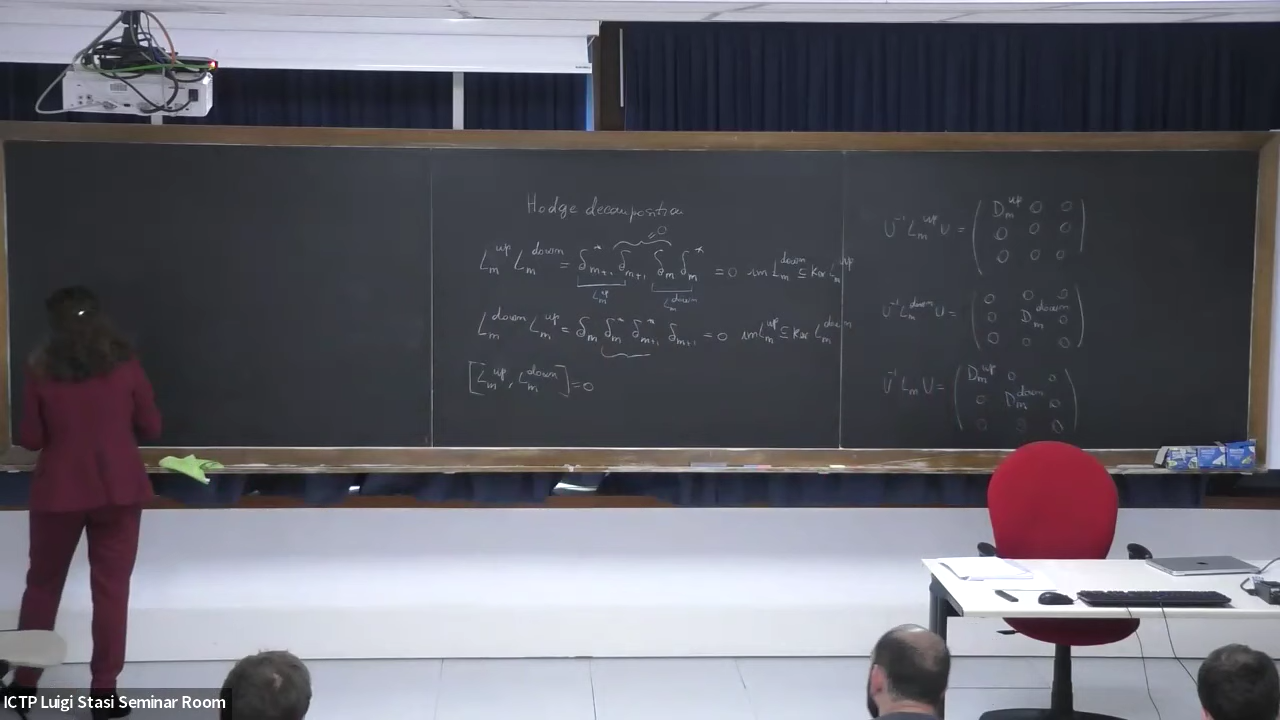 Hodge decomposition
L_m^up L_m^down = δ*_{m+1} δ_{m+1} δ_m δ_m^* = 0 im L_m^down ⊆ Ker L_m^up
=0
L_m^up L_m^down
L_m^down L_m^up = δ_m δ_m^* δ_{m+1}^* δ_{m+1} = 0 im L_m^up ⊆ Ker L_m^down
[L_m^up, L_m^down] = 0
U^-1 L_m^up U = ( D_m^up 0 0
0 0 0
0 0 0 )
U^-1 L_m^down U = ( 0 0 0
0 D_m^down 0
0 0 0 )
U^-1 L_m U = ( D_m^up 0 0
0 D_m^down 0
0 0 0 )
ICTP Luigi Stasi Seminar Room